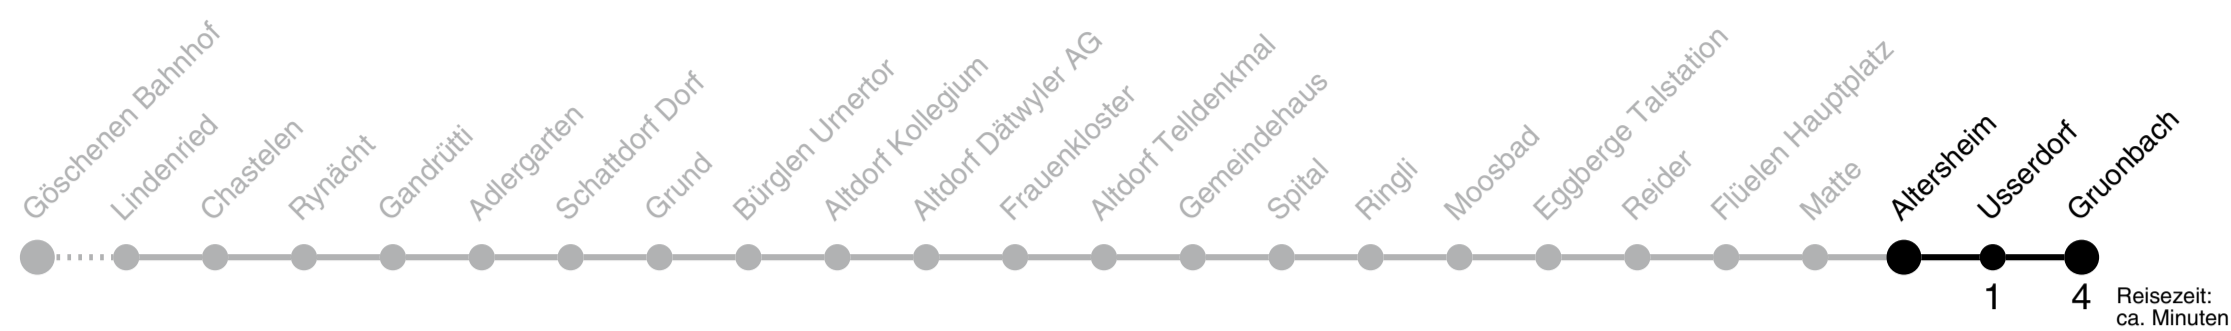 Göschenen Bahnhof
Lindenried
Chastelen
Rynächt
Gandrütti
Adlergarten
Schattdorf Dorf
Grund
Bürglen Urnertor
Altdorf Kollegium
Altdorf Dätwyler AG
Frauenkloster
Altdorf Telldenkmal
Gemeindehaus
Spital
Ringli
Moosbad
Eggberge Talstation
Reider
Flüelen Hauptplatz
Matte
Altersheim
Usserdorf
Gruonbach
1
4
Reisezeit:
ca. Minuten